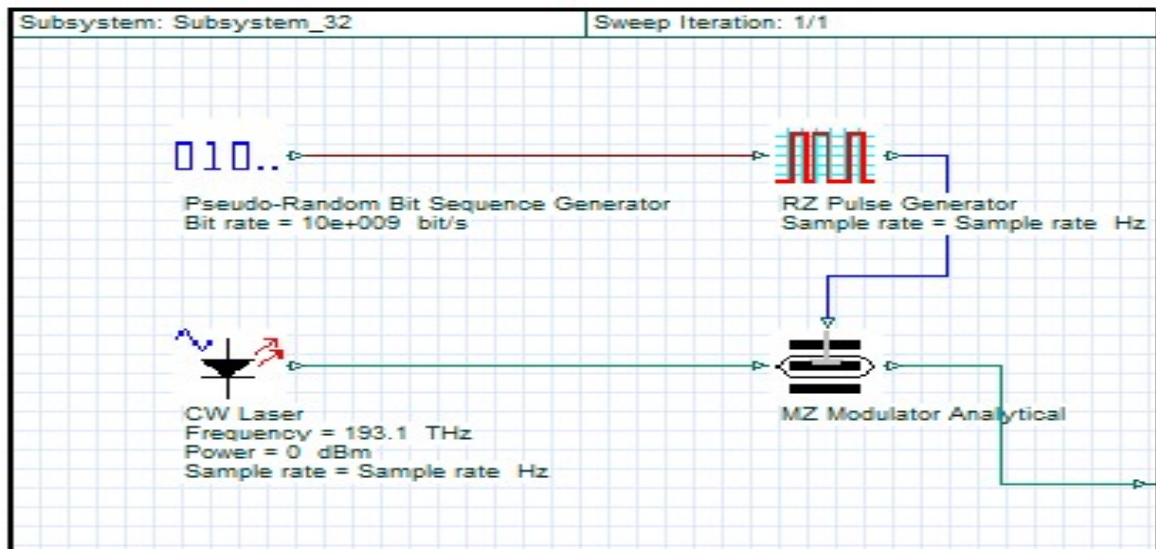 Subsystem: Subsystem_32
Sweep Iteration: 1/1
010..
Pseudo-Random Bit Sequence Generator
Bit rate = 10e+009 bit/s
RZ Pulse Generator
Sample rate = Sample rate Hz
CW Laser
Frequency = 193.1 THz
Power = 0 dBm
Sample rate = Sample rate Hz
MZ Modulator Analytical